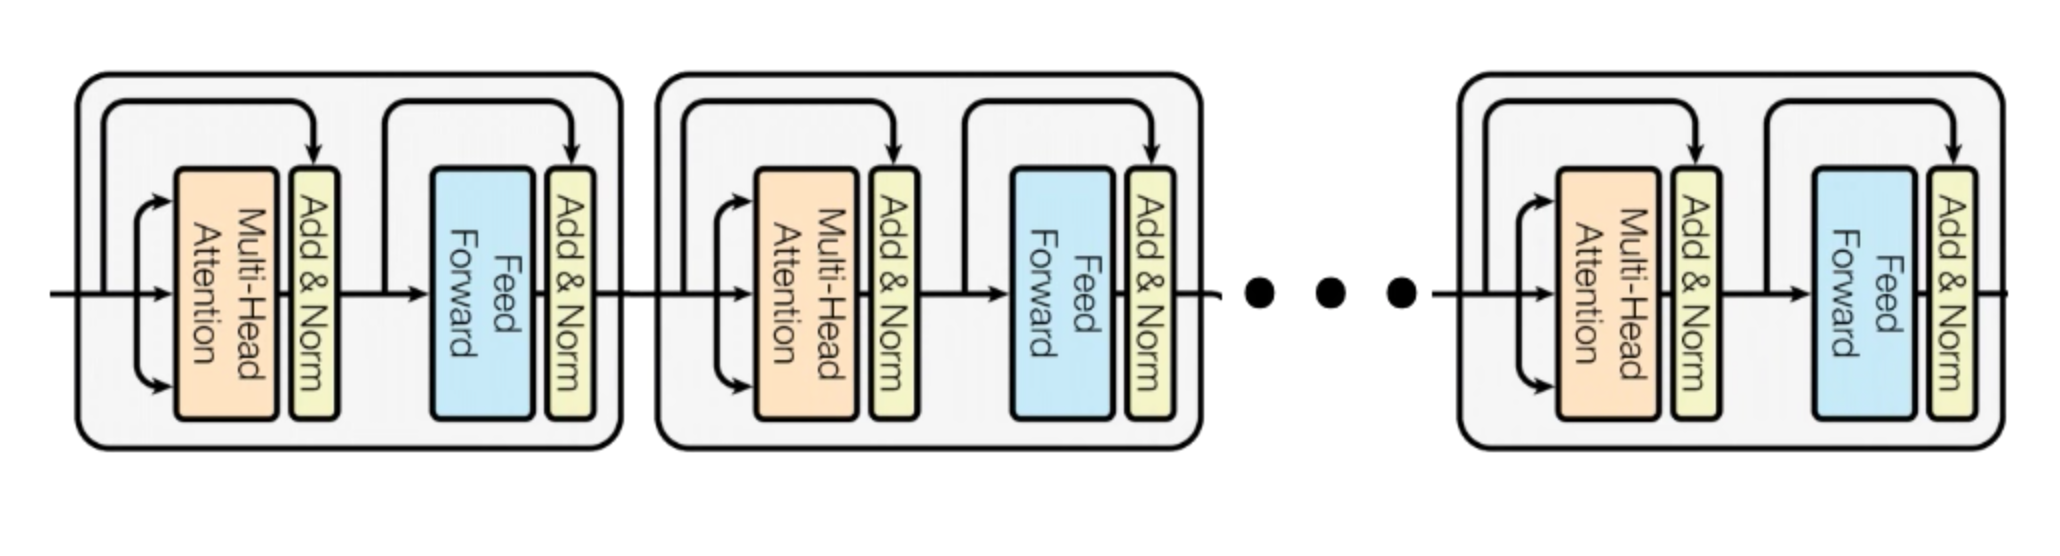 Multi-Head
Attention
Add & Norm
Feed
Forward
Add & Norm
Multi-Head
Attention
Add & Norm
Feed
Forward
Add & Norm
Multi-Head
Attention
Add & Norm
Feed
Forward
Add & Norm